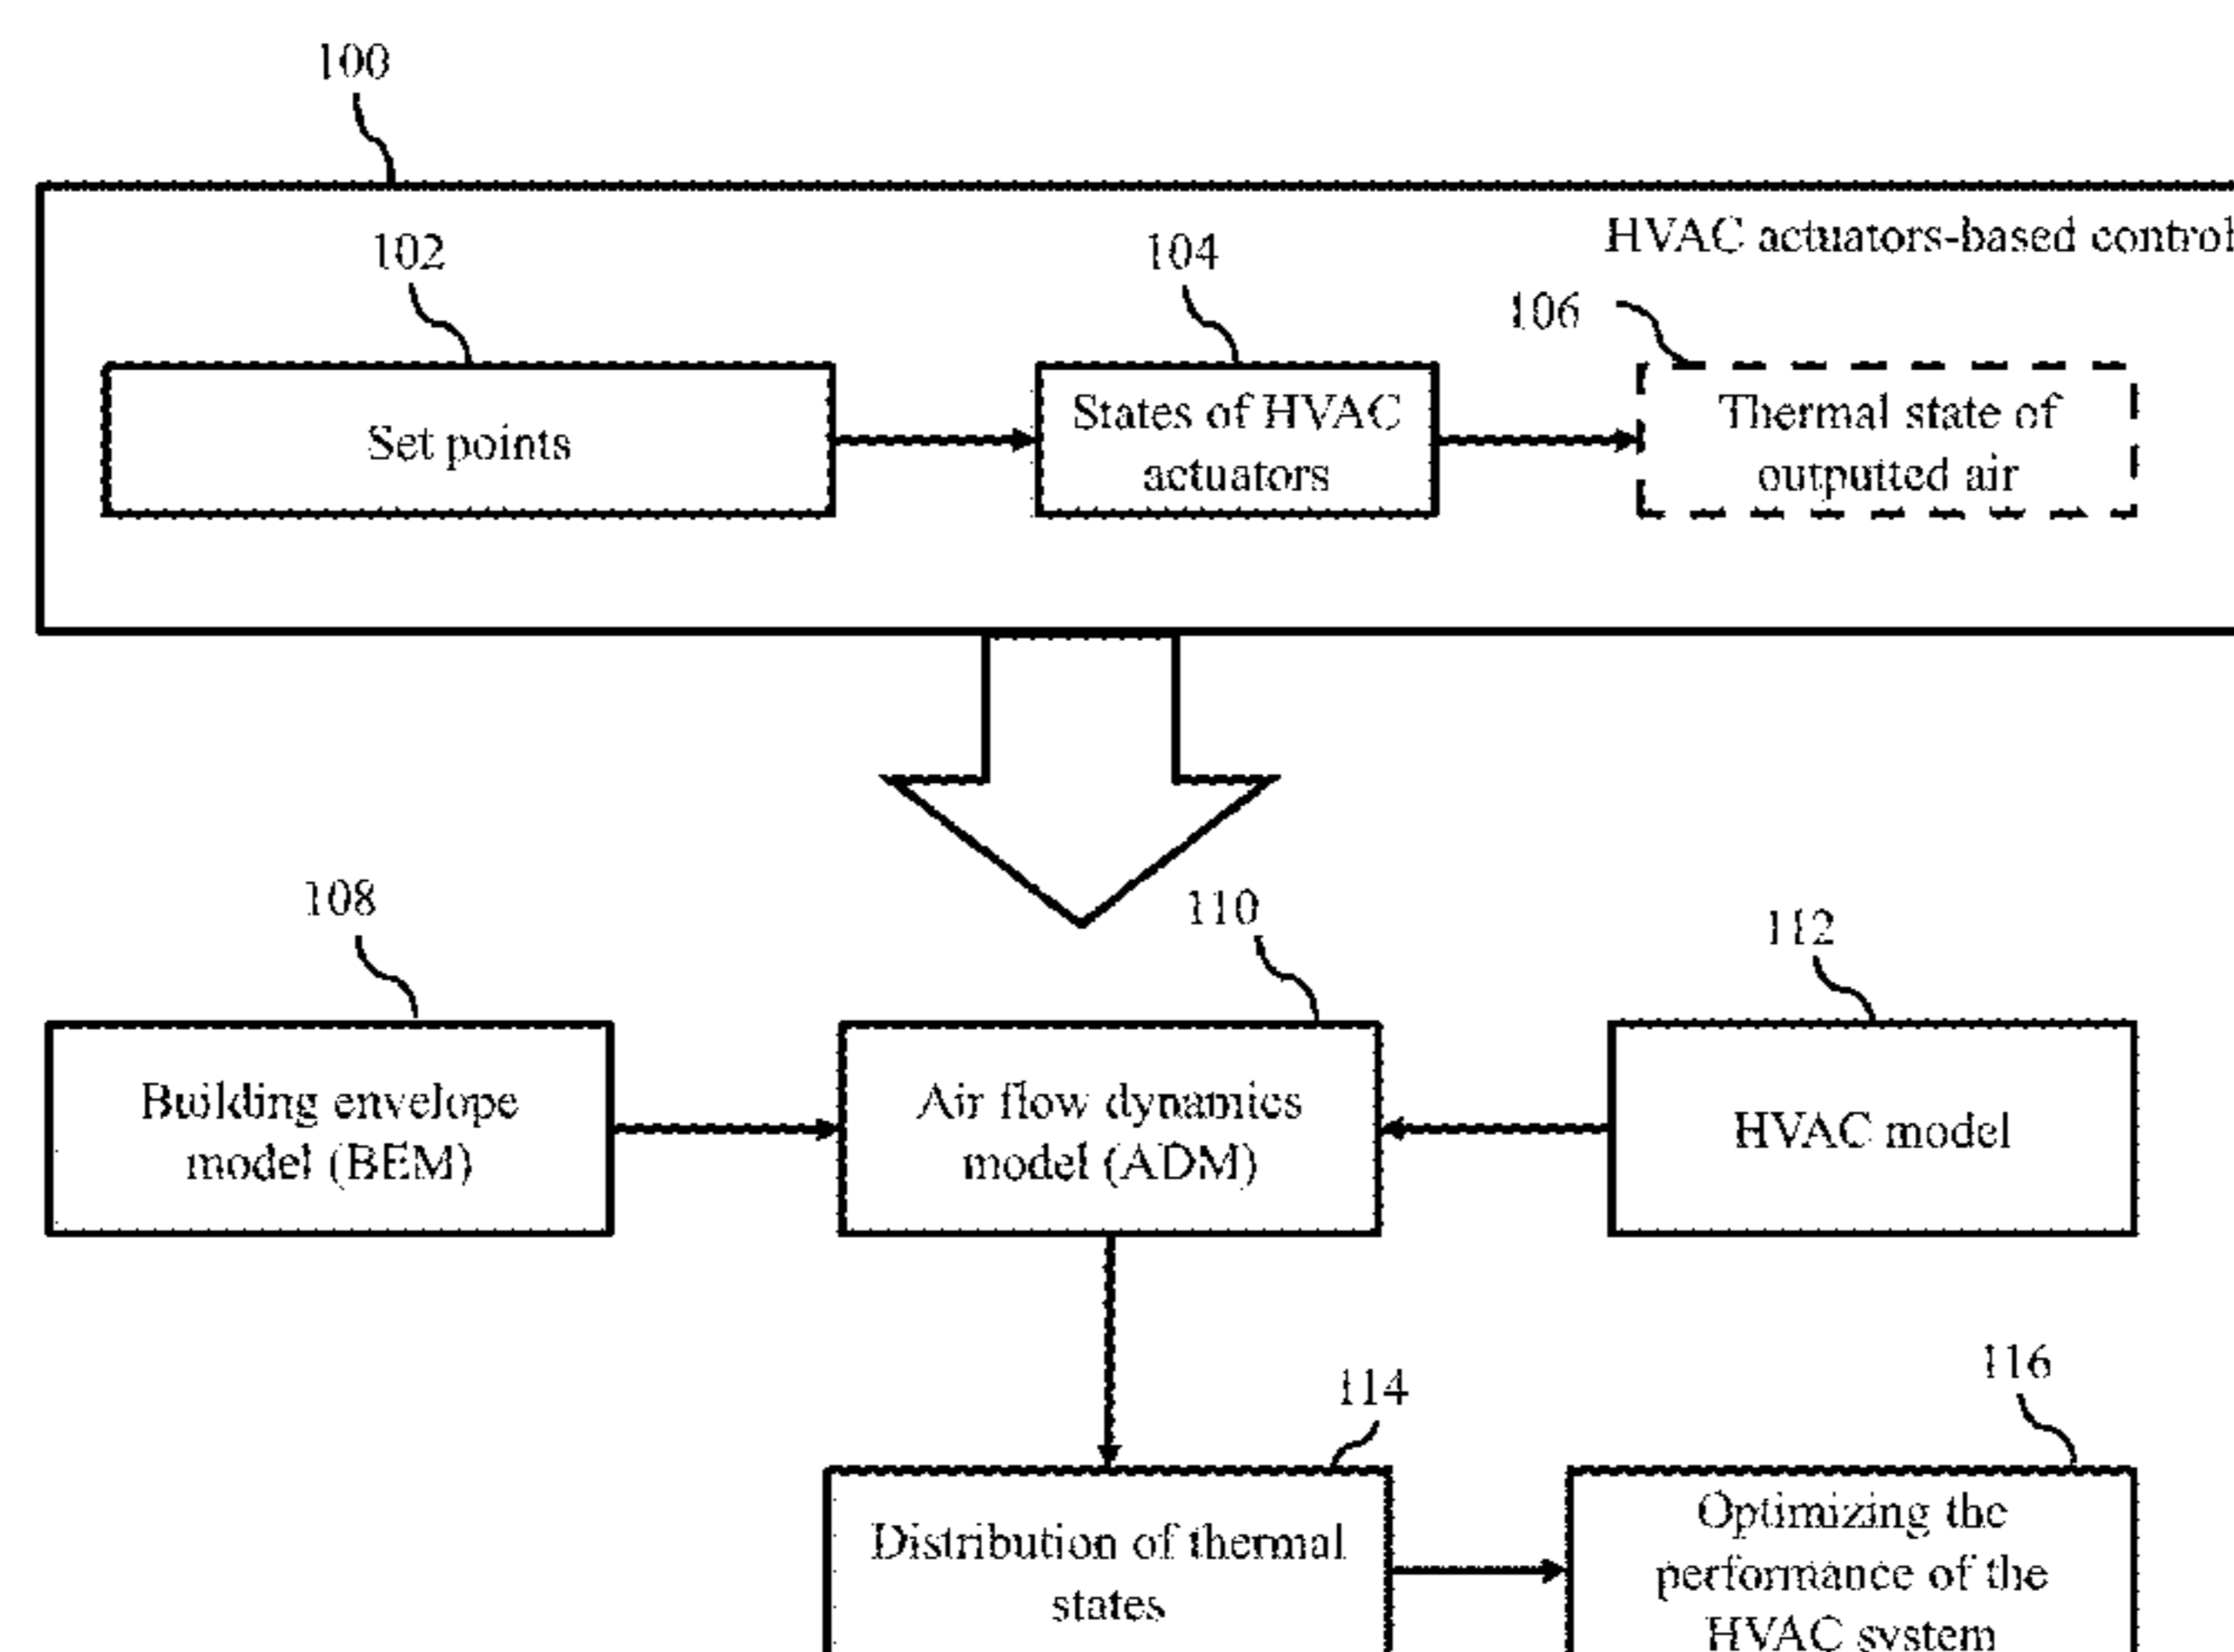 100
HVAC actuators-based control
102
104
106
Set points
States of HVAC
actuators
Thermal state of
outputted air
108
110
112
Building envelope
model (BEM)
Air flow dynamics
model (ADM)
HVAC model
114
116
Distribution of thermal
states
Optimizing the
performance of the
HVAC system